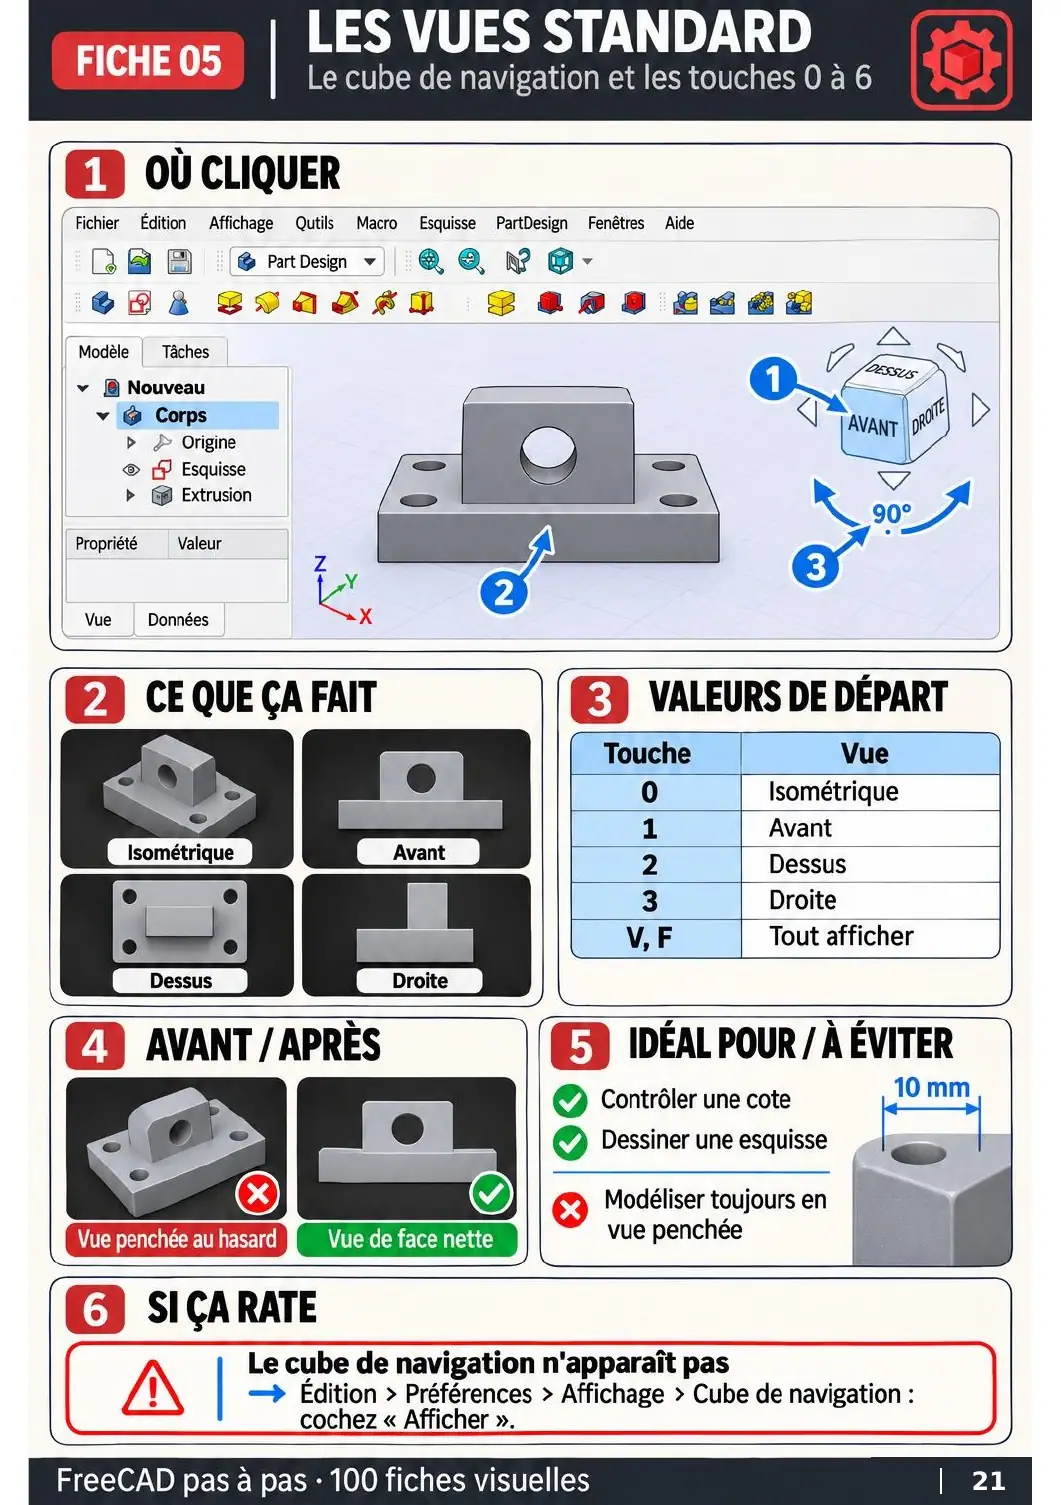 FICHE 05
LES VUES STANDARD
Le cube de navigation et les touches 0 à 6
1 OÙ CLIQUER
Fichier Édition Affichage Outils Macro Esquisse PartDesign Fenêtres Aide
Part Design
Modèle Tâches
Nouveau
Corps
Origine
Esquisse
Extrusion
Propriété Valeur
Vue Données
Z
Y
X
DESSUS
AVANT
DROITE
1
2
3
90°
2 CE QUE ÇA FAIT
Isométrique
Avant
Dessus
Droite
3 VALEURS DE DÉPART
Touche Vue
0 Isométrique
1 Avant
2 Dessus
3 Droite
V, F Tout afficher
4 AVANT / APRÈS
Vue penchée au hasard
Vue de face nette
5 IDÉAL POUR / À ÉVITER
Contrôler une cote
Dessiner une esquisse
Modéliser toujours en
vue penchée
10 mm
6 SI ÇA RATE
Le cube de navigation n'apparaît pas
→ Édition > Préférences > Affichage > Cube de navigation :
cochez « Afficher ».
FreeCAD pas à pas · 100 fiches visuelles | 21